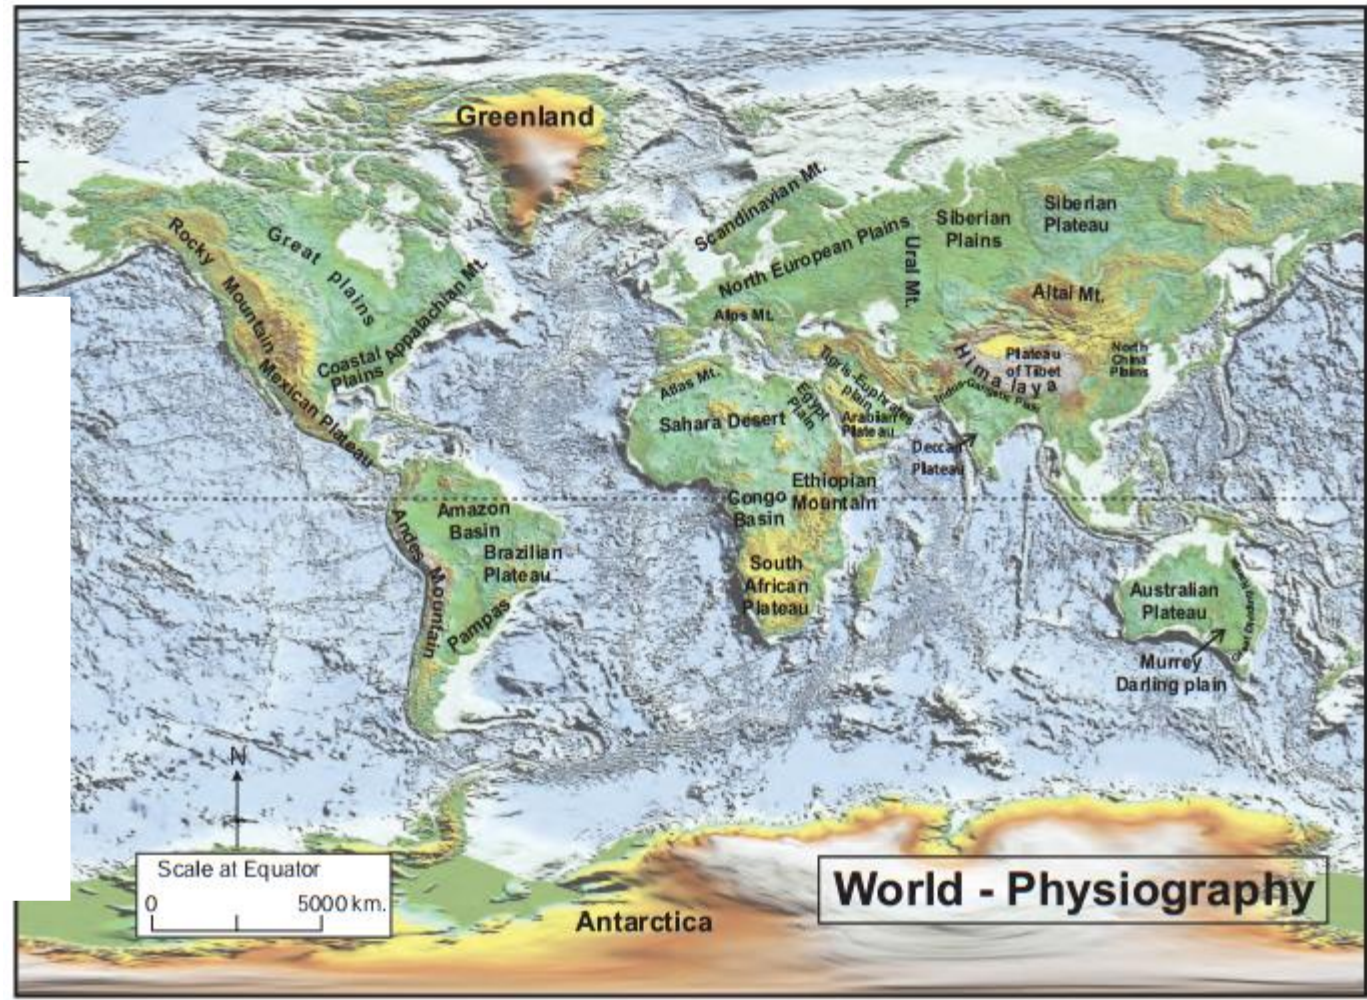 Greenland
Scandinavian Mt.
Siberian
Plateau
Siberian
Plains
North European Plains
Ural Mt.
Rocky Mountain
Great plains
Appalachian Mt.
Altai Mt.
Alps Mt.
Coastal
Plains
Mexican Plateau
Atlas Mt.
Tigris-Euphrates
plain
Himalaya
Plateau
of Tibet
North
China
Plains
Indus-Gangetic Plain
Egypt
Plain
Arabian
Plateau
Sahara Desert
Deccan
Plateau
Ethiopian
Mountain
Congo
Basin
Amazon
Basin
Andes Mountain
Brazilian
Plateau
South
African
Plateau
Pampas
Australian
Plateau
Murrey
Darling plain
N
Scale at Equator
0 5000 km.
World - Physiography
Antarctica